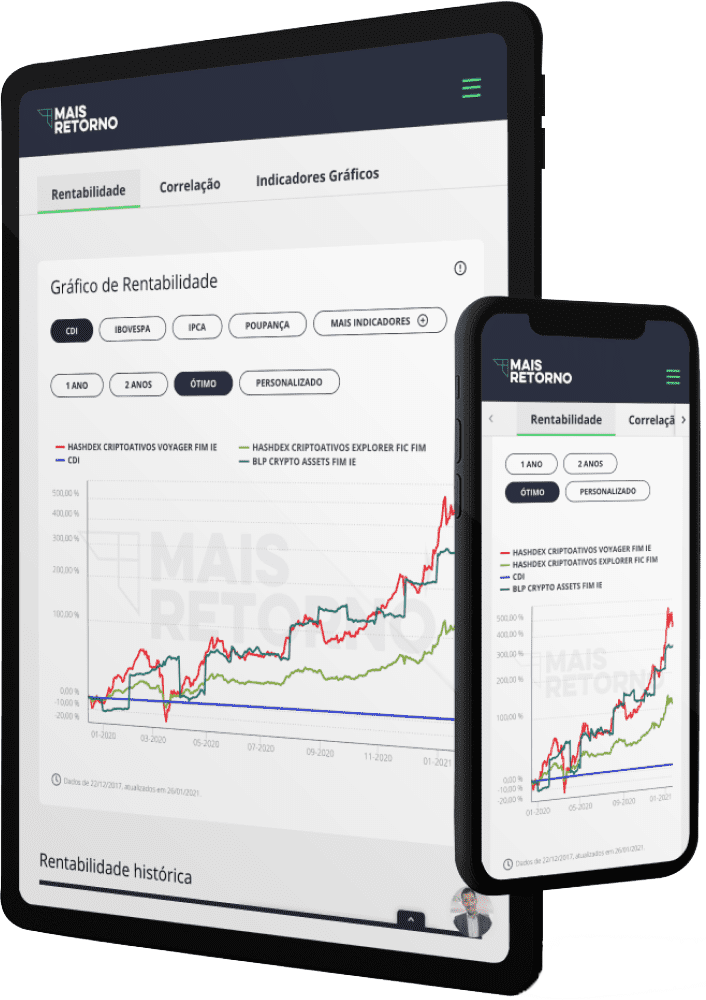 MAIS
RETORNO
Rentabilidade
Correlação
Indicadores Gráficos
Gráfico de Rentabilidade
CDI
IBOVESPA
IPCA
POUPANÇA
MAIS INDICADORES
1 ANO
2 ANOS
ÓTIMO
PERSONALIZADO
HASHDEX CRIPTOATIVOS VOYAGER FIM IE
HASHDEX CRIPTOATIVOS EXPLORER FIC FIM
CDI
BLP CRYPTO ASSETS FIM IE
500,00 %
400,00 %
300,00 %
200,00 %
100,00 %
0,00 %
-10,00 %
-20,00 %
MAIS
RETORNO
01-2020
03-2020
05-2020
07-2020
09-2020
11-2020
01-2021
Dados de 22/12/2017, atualizados em 26/01/2021.
Rentabilidade histórica
MAIS
RETORNO
Rentabilidade
Correlaçã
1 ANO
2 ANOS
ÓTIMO
PERSONALIZADO
HASHDEX CRIPTOATIVOS VOYAGER FIM IE
HASHDEX CRIPTOATIVOS EXPLORER FIC FIM
CDI
BLP CRYPTO ASSETS FIM IE
500,00 %
400,00 %
300,00 %
200,00 %
100,00 %
0,00 %
-10,00 %
-20,00 %
MAIS
RETORNO
01-2020
05-2020
09-2020
01-2021
Dados de 22/12/2017, atualizados em 26/01/2021.